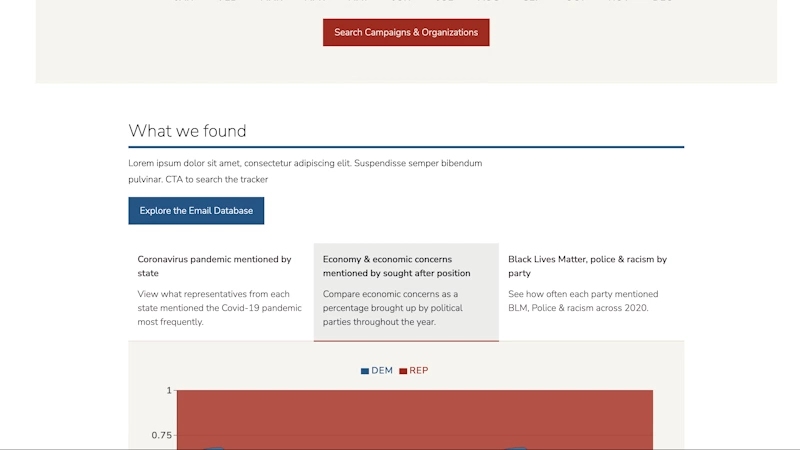 Search Campaigns & Organizations
What we found
Lorem ipsum dolor sit amet, consectetur adipiscing elit. Suspendisse semper bibendum
pulvinar. CTA to search the tracker
Explore the Email Database
Coronavirus pandemic mentioned by
state
View what representatives from each
state mentioned the Covid-19 pandemic
most frequently.
Economy & economic concerns
mentioned by sought after position
Compare economic concerns as a
percentage brought up by political
parties throughout the year.
Black Lives Matter, police & racism by
party
See how often each party mentioned
BLM, Police & racism across 2020.
DEM REP
1
0.75